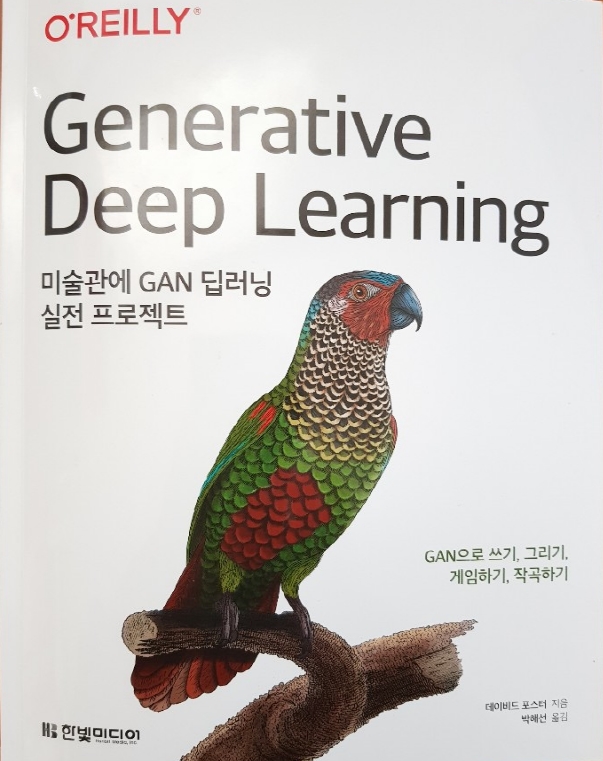 O'REILLY®
Generative
Deep Learning
미술관에 GAN 딥러닝
실전 프로젝트
GAN으로 쓰기, 그리기,
게임하기, 작곡하기
데이비드 포스터 지음
박해선 옮김
한빛미디어